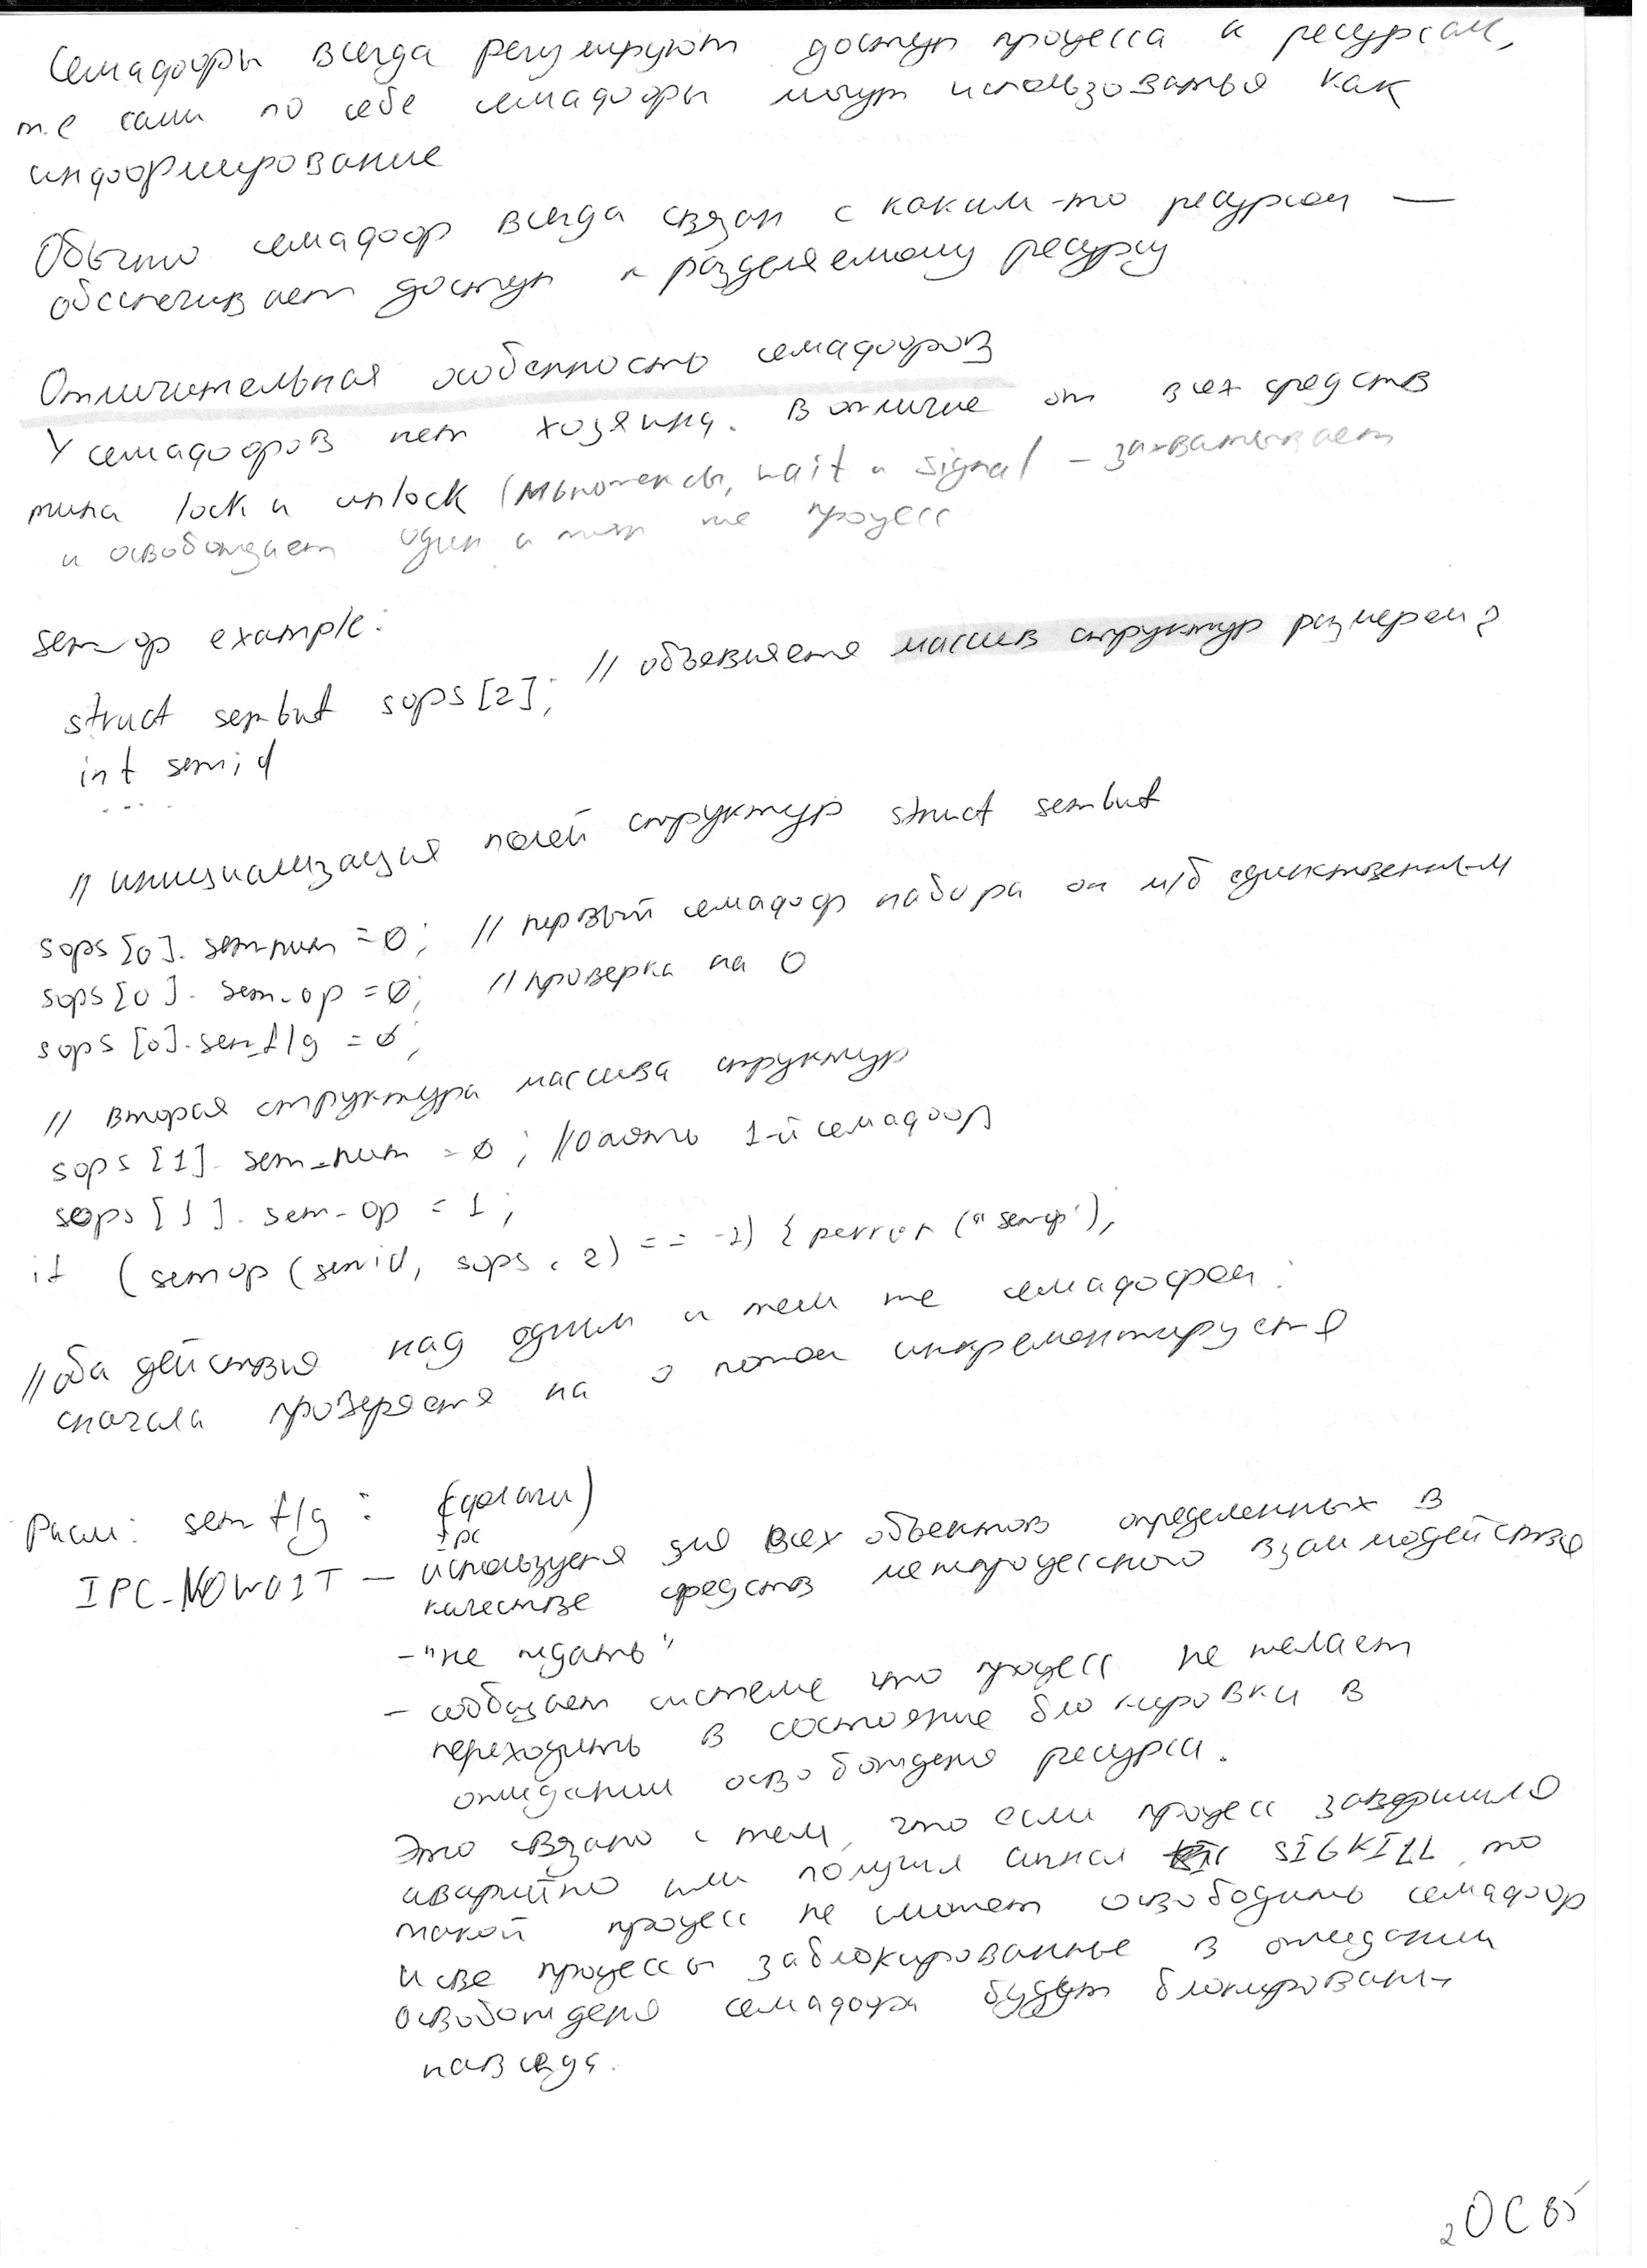 Семафоры всегда регулируют доступ процесса к ресурсам,
т.е сами по себе семафоры могут использоваться как
информирование
Обычно семафор всегда связан с каким-то ресурсом —
обеспечивает доступ к разделяемому ресурсу
Отличительная особенность семафоров
У семафоров нет хозяина. В отличие от всех средств
типа lock и unlock (мьютексы, wait и signal – захватывает
и освобождает один и тот же процесс
sem_op example:
struct sembuf sops[2]; // объявляется массив структур размером 2
int semid
....
// инициализация полей структур struct sembuf
sops[0]. sem_num = 0; // первый семафор набора он м/б единственным
sops[0]. sem_op = 0; // проверка на 0
sops[0].sem_flg = 0;
// вторая структура массива структур
sops[1]. sem_num = 0; // опять 1-й семафор
sops[1]. sem_op = 1;
if (semop(semid, sops, 2) == -1) { perror("semop");
// оба действия над одним и тем же семафором:
сначала проверяется на 0 потом инкрементируется
Расм: sem flg : (флаги)
IPC
IPC_NOWAIT – используется для всех объектов определенных в
качестве средств межпроцессного взаимодействие
- "не ждать"
- сообщает системе что процесс не желает
переходить в состояние блокировки в
ожидании освобождения ресурса.
Это связано с тем, что если процесс завершился
аварийно или получил сигнал SIGKILL, то
такой процесс не сможет освободить семафор
и все процессы заблокированные в ожидании
освобождения семафора будут блокированы
навсегда.
2 ОС 85